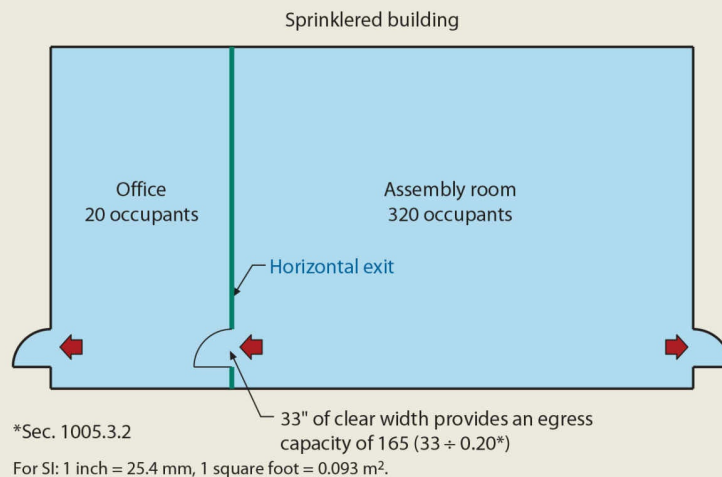 Sprinklered building
Office
20 occupants
Assembly room
320 occupants
Horizontal exit
33" of clear width provides an egress
capacity of 165 (33 ÷ 0.20*)
*Sec. 1005.3.2
For SI: 1 inch = 25.4 mm, 1 square foot = 0.093 m².